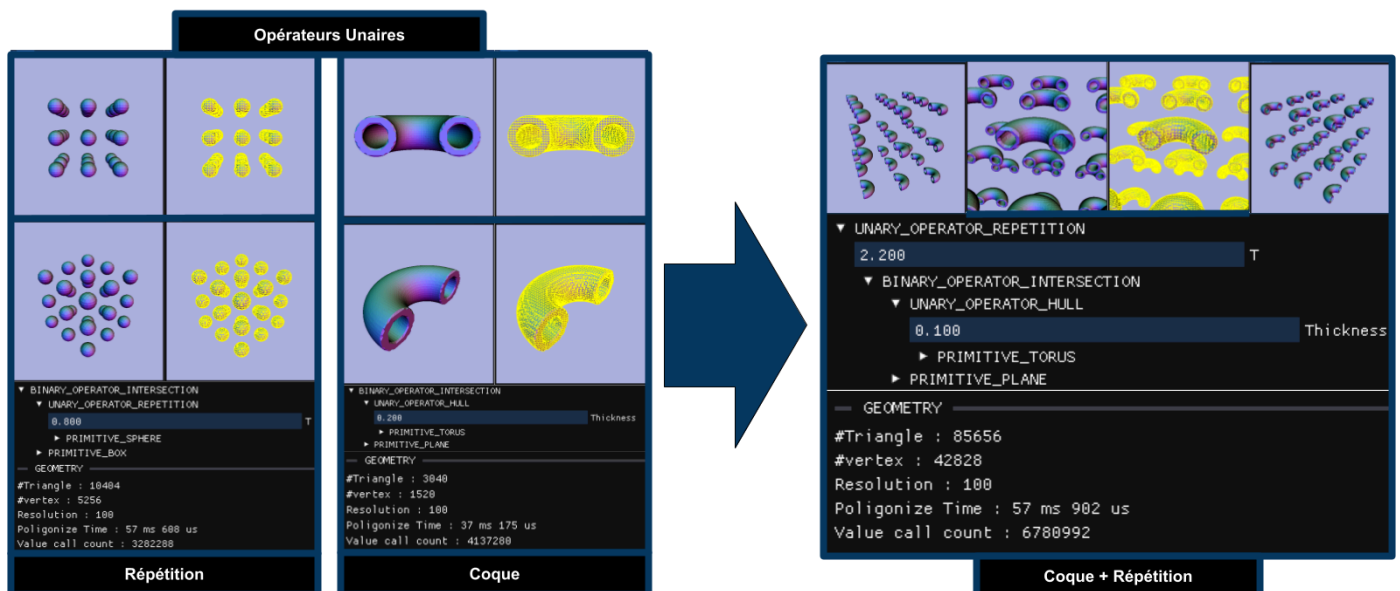 Opérateurs Unaires
BINARY_OPERATOR_INTERSECTION
UNARY_OPERATOR_REPETITION
0.800 T
PRIMITIVE_SPHERE
PRIMITIVE_BOX
GEOMETRY
#Triangle : 10404
#vertex : 5256
Resolution : 100
Poligonize Time : 57 ms 608 us
Value call count : 3282288
Répétition
BINARY_OPERATOR_INTERSECTION
UNARY_OPERATOR_HULL
0.200 Thickness
PRIMITIVE_TORUS
PRIMITIVE_PLANE
GEOMETRY
#Triangle : 3040
#vertex : 1520
Resolution : 100
Poligonize Time : 37 ms 175 us
Value call count : 4137280
Coque
UNARY_OPERATOR_REPETITION
2.200 T
BINARY_OPERATOR_INTERSECTION
UNARY_OPERATOR_HULL
0.100 Thickness
PRIMITIVE_TORUS
PRIMITIVE_PLANE
GEOMETRY
#Triangle : 85656
#vertex : 42828
Resolution : 100
Poligonize Time : 57 ms 902 us
Value call count : 6780992
Coque + Répétition